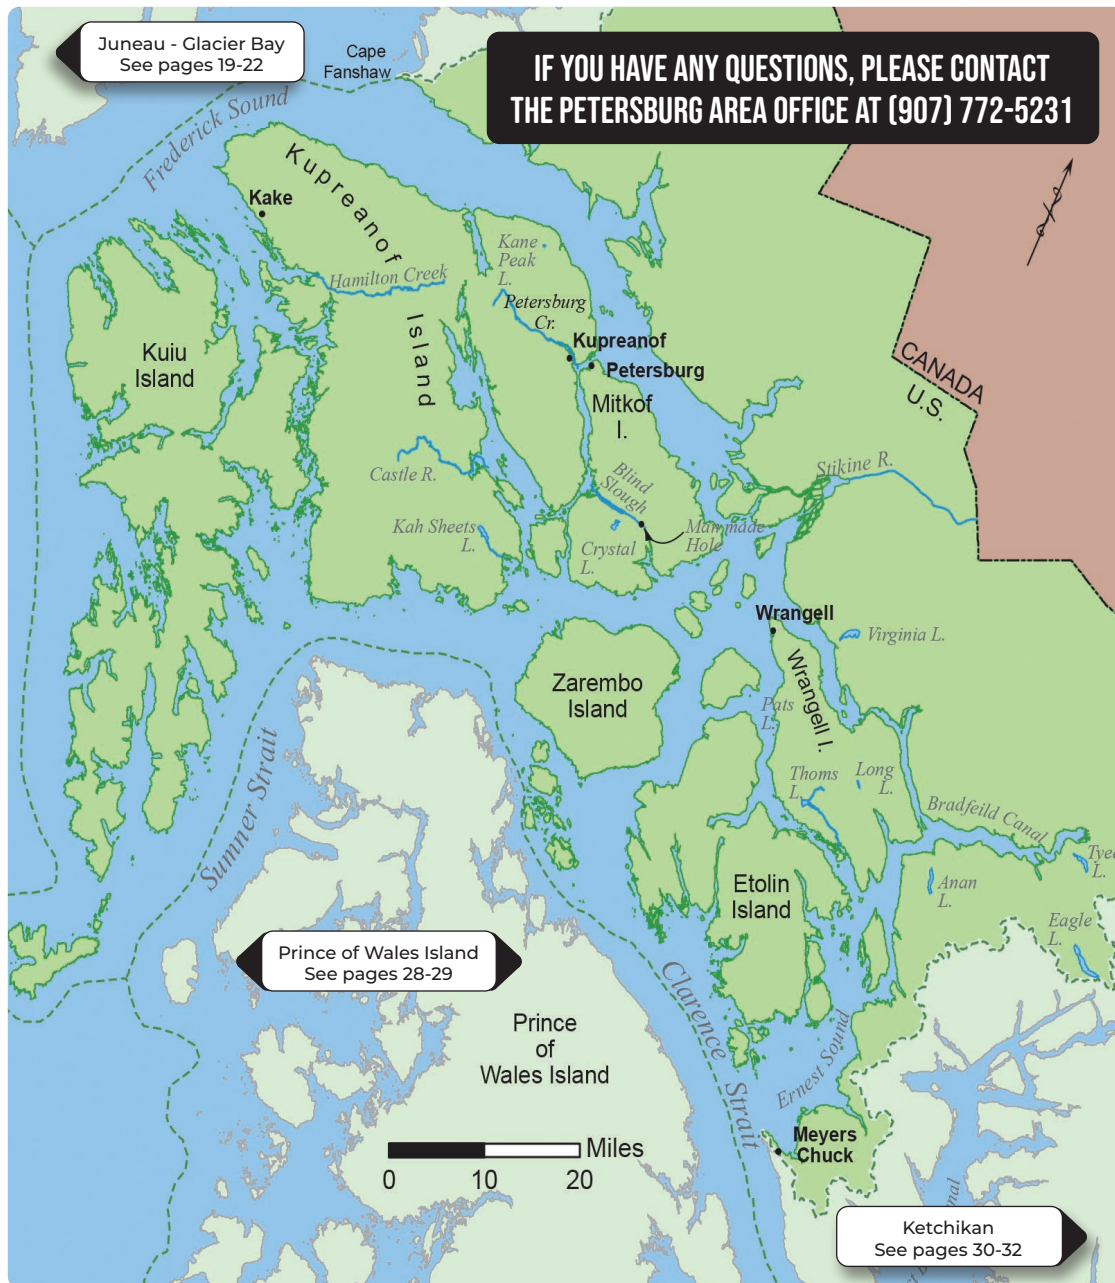 Juneau - Glacier Bay
See pages 19-22
Cape
Fanshaw
IF YOU HAVE ANY QUESTIONS, PLEASE CONTACT
THE PETERSBURG AREA OFFICE AT (907) 772-5231
Frederick Sound
Kupreanof
Island
Kake
Kane
Peak
L.
Hamilton Creek
Petersburg
Cr.
Kupreanof
Petersburg
Kuiu
Island
CANADA
U.S.
Mitkof
I.
Castle R.
Blind
Slough
Stikine R.
Kah Sheets
L.
Crystal
L.
Man made
Hole
Wrangell
Virginia L.
Zarembo
Island
Wrangell I.
Pats
L.
Sumner Strait
Thoms
L.
Long
L.
Bradfeild Canal
Tyee
L.
Etolin
Island
Anan
L.
Eagle
L.
Prince of Wales Island
See pages 28-29
Clarence Strait
Prince
of
Wales Island
Ernest Sound
Miles
0 10 20
Meyers
Chuck
Ketchikan
See pages 30-32